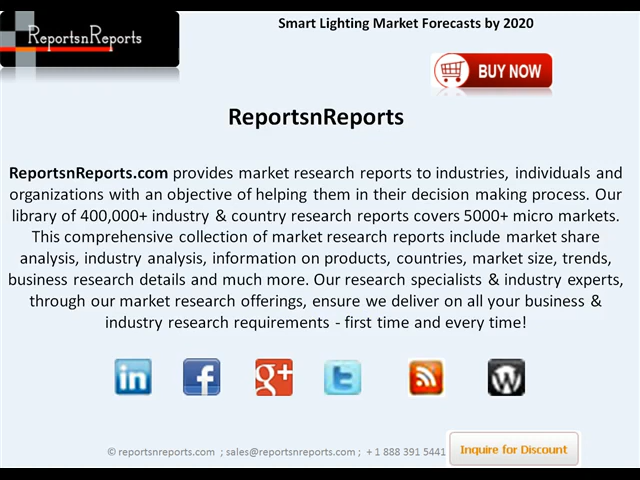 ReportsnReports
Smart Lighting Market Forecasts by 2020
BUY NOW
ReportsnReports
ReportsnReports.com provides market research reports to industries, individuals and
organizations with an objective of helping them in their decision making process. Our
library of 400,000+ industry & country research reports covers 5000+ micro markets.
This comprehensive collection of market research reports include market share
analysis, industry analysis, information on products, countries, market size, trends,
business research details and much more. Our research specialists & industry experts,
through our market research offerings, ensure we deliver on all your business &
industry research requirements - first time and every time!
in f g+ t W
© reportsnreports.com ; sales@reportsnreports.com ; + 1 888 391 5441
Inquire for Discount